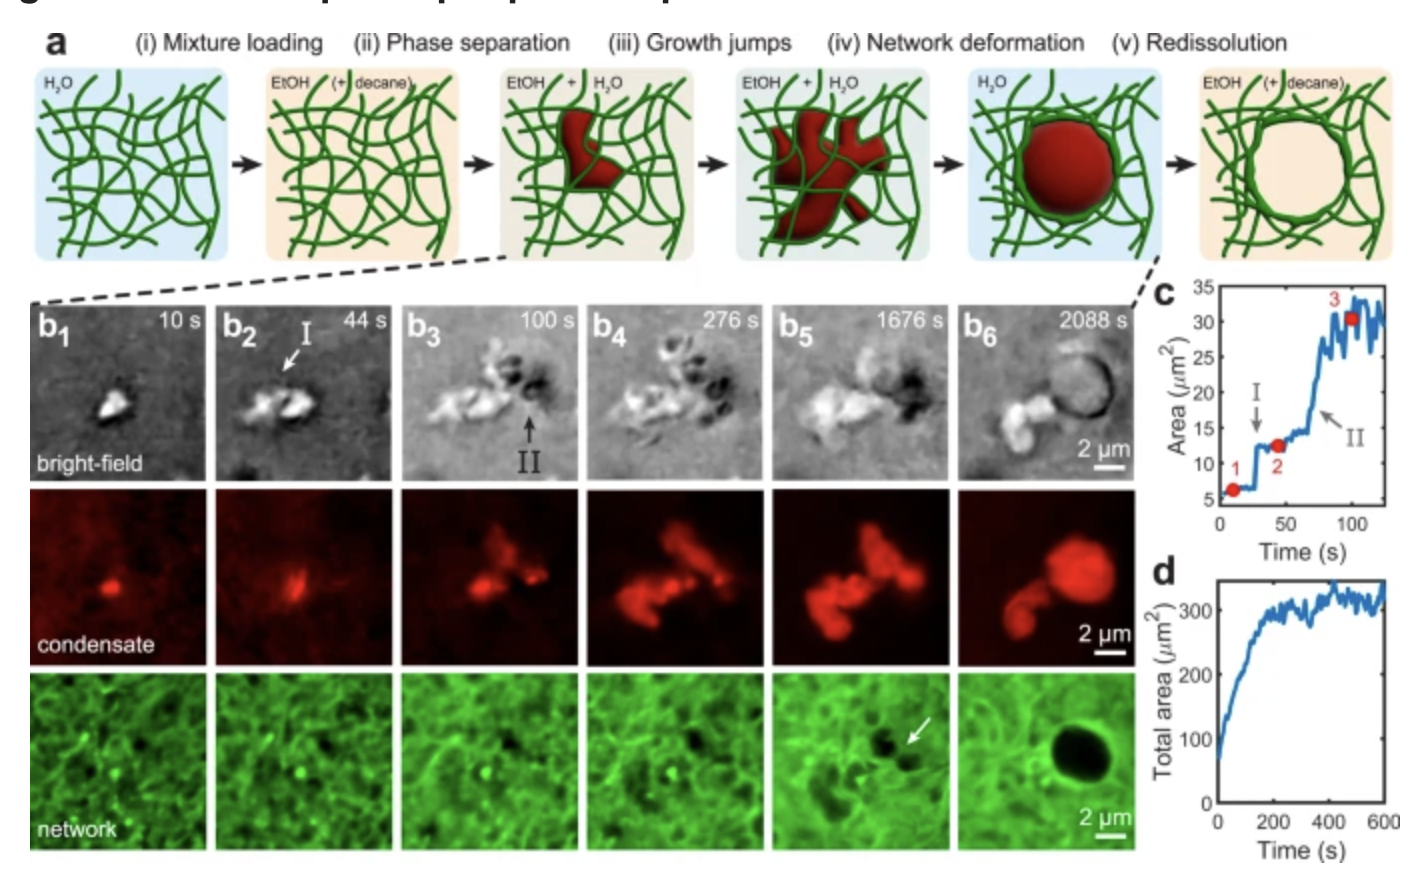 a (i) Mixture loading (ii) Phase separation (iii) Growth jumps (iv) Network deformation (v) Redissolution
H₂O
EtOH (+ decane)
EtOH + H₂O
EtOH + H₂O
H₂O
EtOH (+ decane)
b₁ 10 s
bright-field
b₂ 44 s
I
b₃ 100 s
II
b₄ 276 s
b₅ 1676 s
b₆ 2088 s
2 μm
condensate
2 μm
network
2 μm
c
Area (μm²)
35
30
25
20
15
10
5
0 50 100
Time (s)
1
2
3
I
II
d
Total area (μm²)
300
200
100
0
0 200 400 600
Time (s)